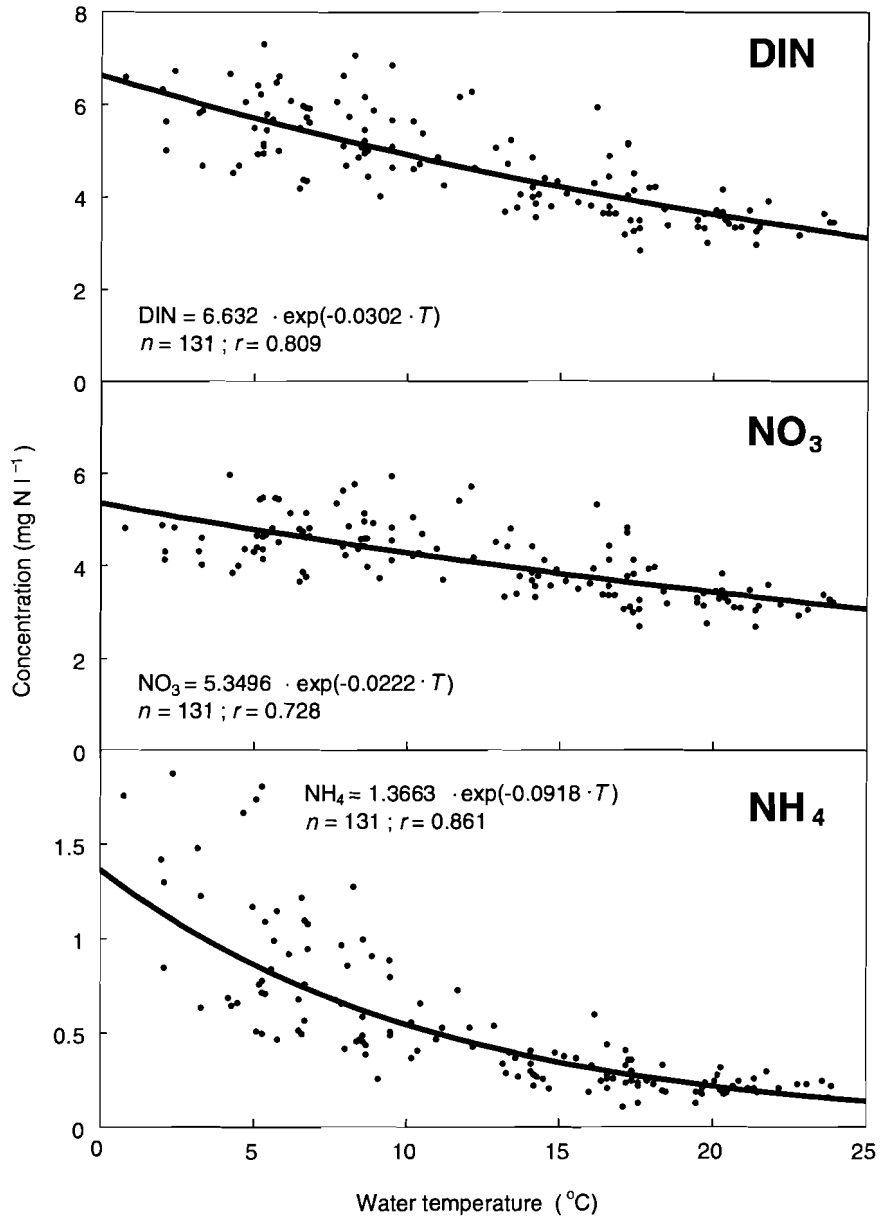 8
DIN
6
4
2
DIN = 6.632 · exp(-0.0302 · T)
n = 131 ; r = 0.809
0
NO₃
6
4
2
NO₃ = 5.3496 · exp(-0.0222 · T)
n = 131 ; r = 0.728
0
NH₄ = 1.3663 · exp(-0.0918 · T)
n = 131 ; r = 0.861
NH₄
1.5
1
0.5
0
Concentration (mg N l⁻¹)
0 5 10 15 20 25
Water temperature (°C)